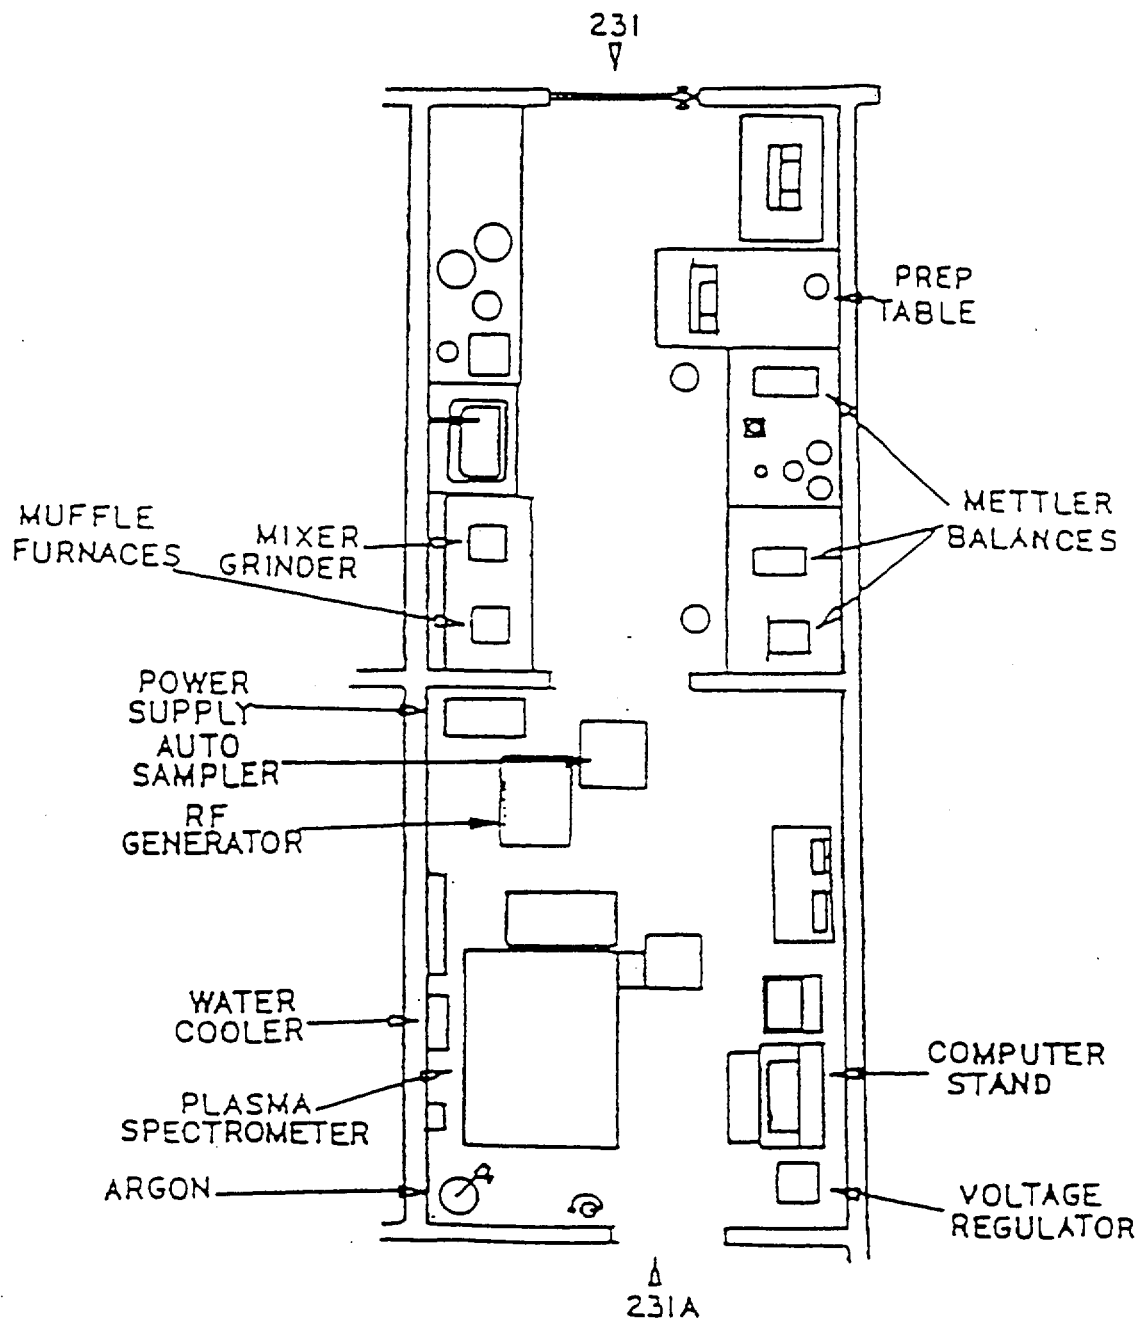 231
PREP
TABLE
METTLER
BALANCES
MUFFLE
FURNACES
MIXER
GRINDER
POWER
SUPPLY
AUTO
SAMPLER
RF
GENERATOR
WATER
COOLER
COMPUTER
STAND
PLASMA
SPECTROMETER
ARGON
VOLTAGE
REGULATOR
231A